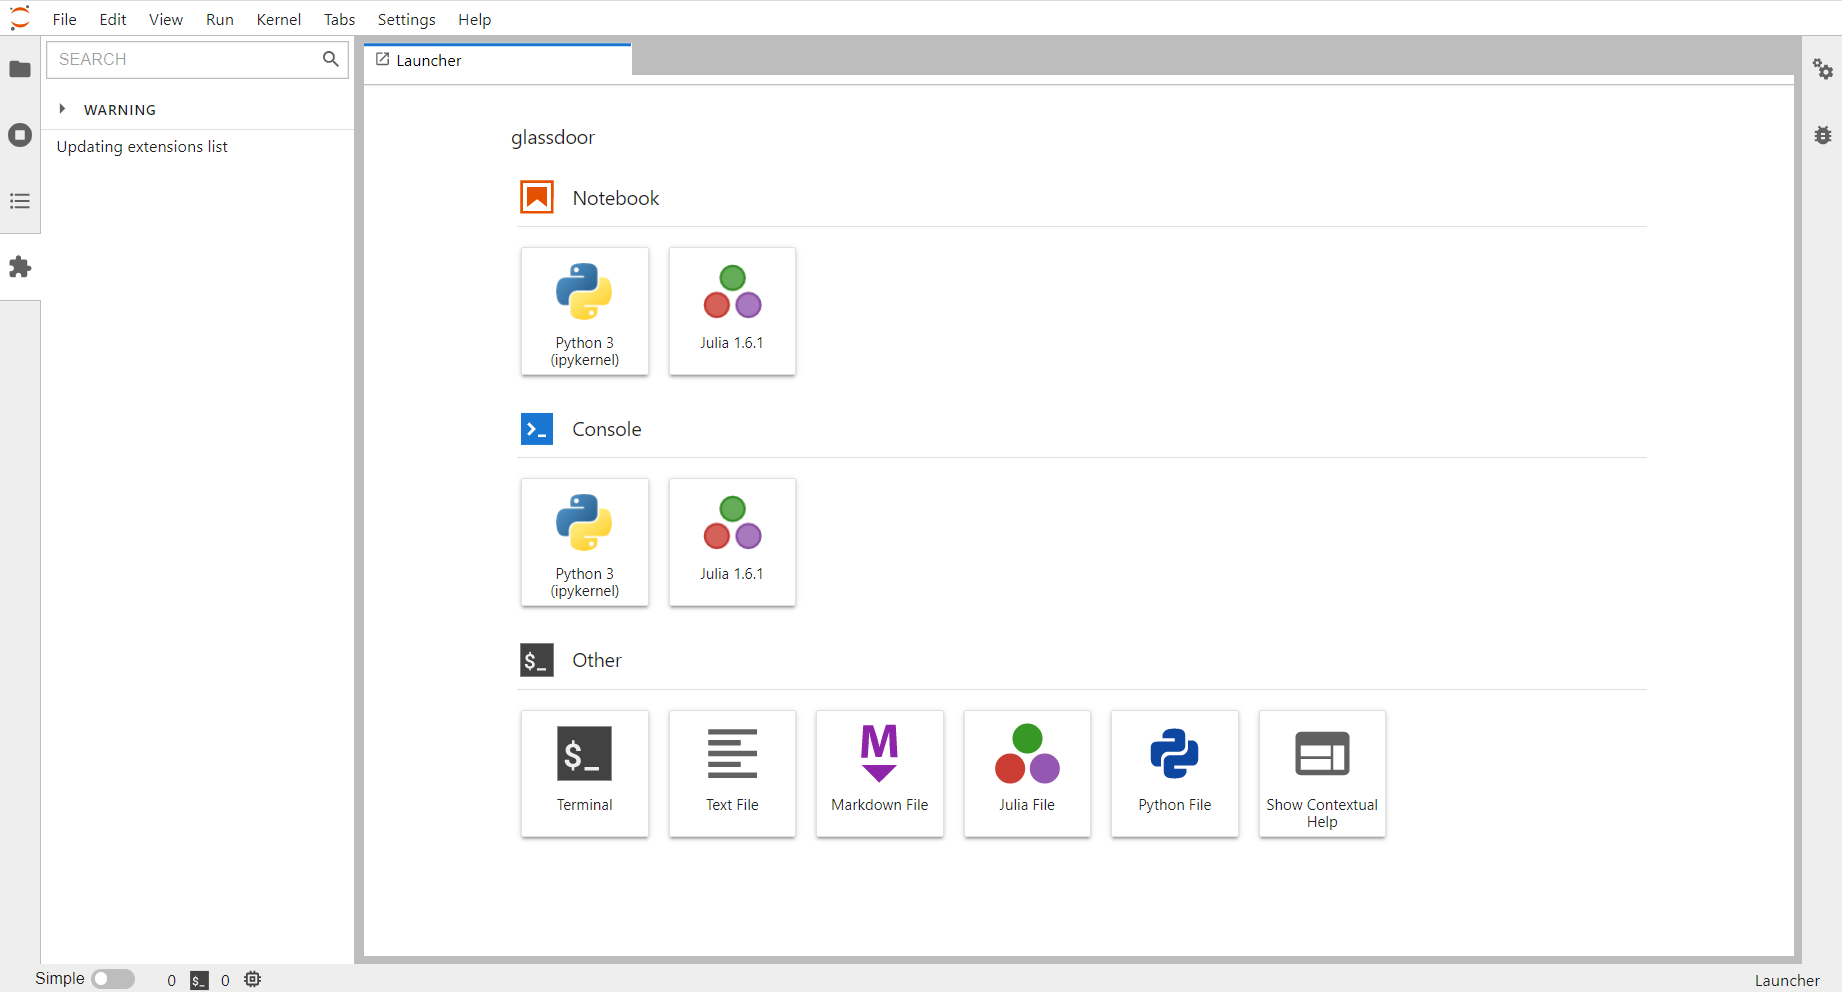 File Edit View Run Kernel Tabs Settings Help
SEARCH
WARNING
Updating extensions list
Launcher
glassdoor
Notebook
Python 3
(ipykernel)
Julia 1.6.1
Console
Python 3
(ipykernel)
Julia 1.6.1
$_ Other
$_
Terminal
Text File
M
Markdown File
Julia File
Python File
Show Contextual
Help
Simple 0 $_ 0
Launcher